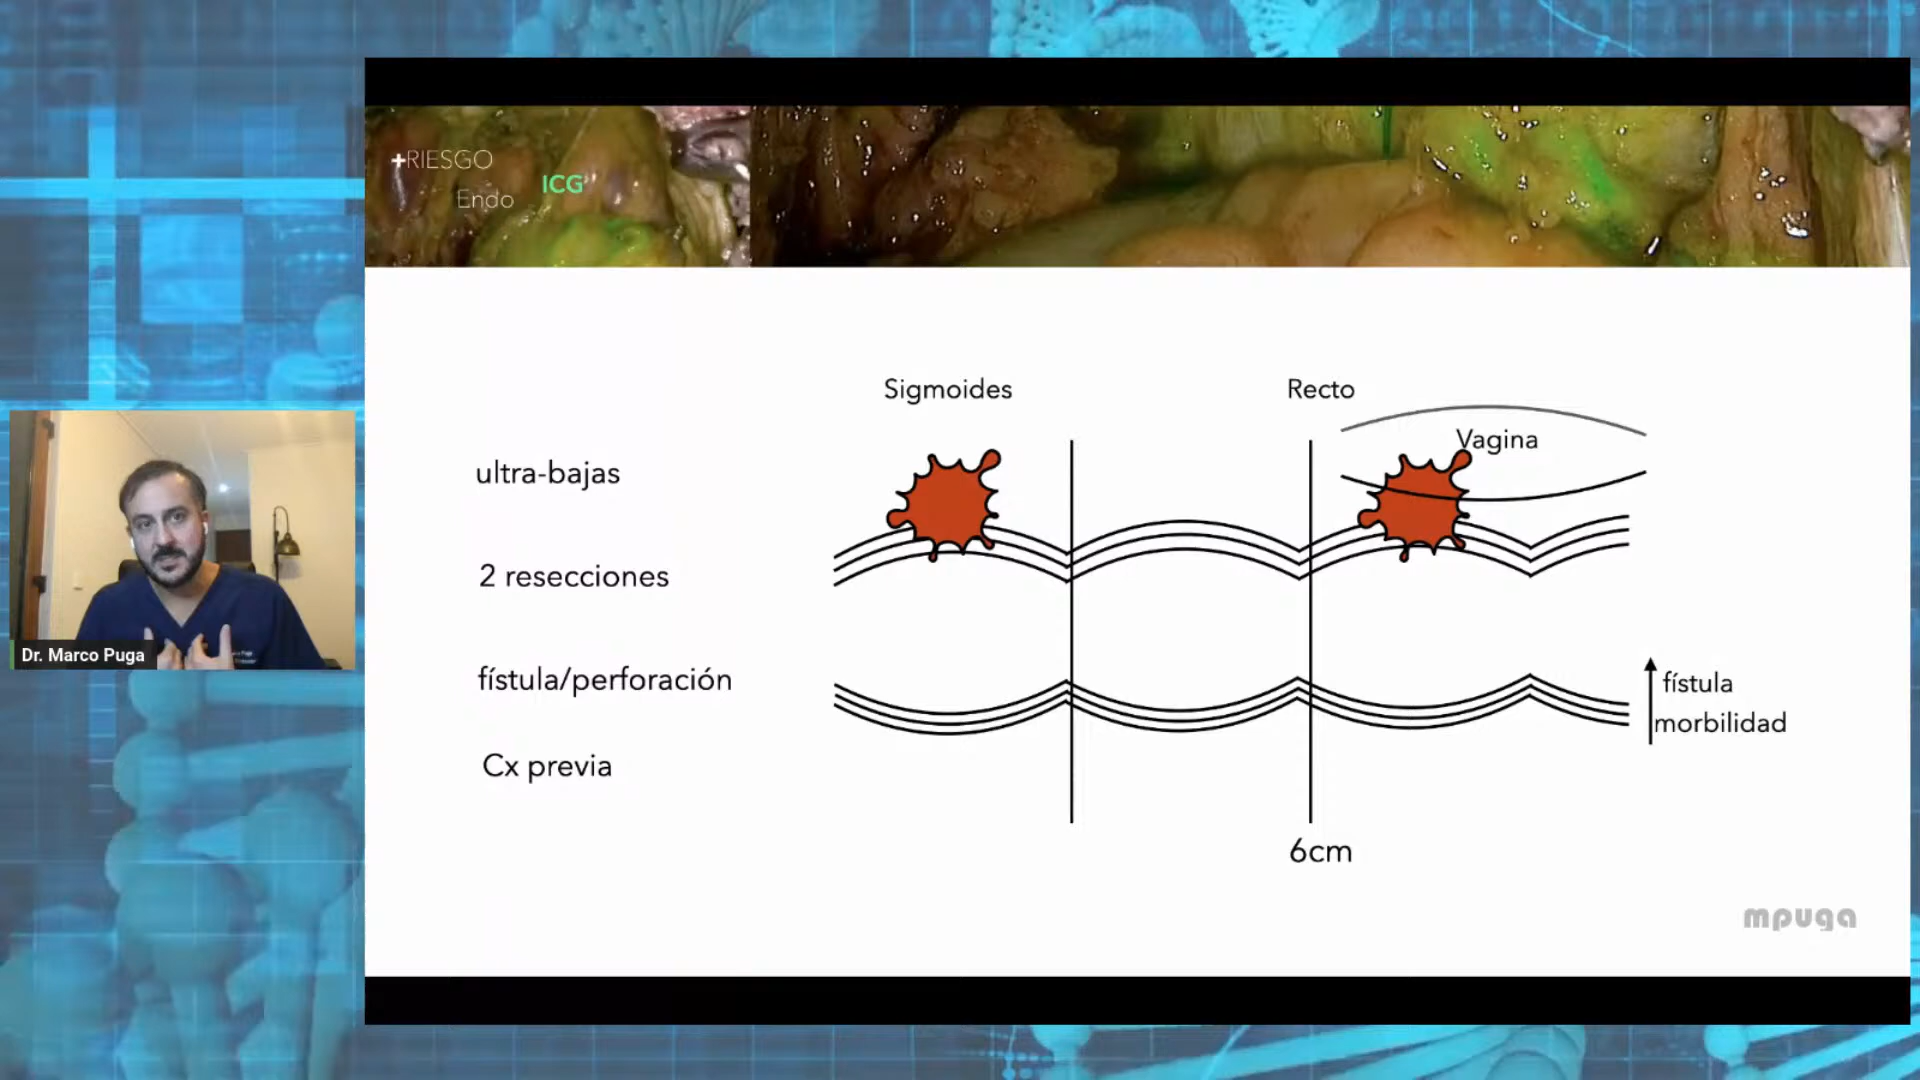 +RIESGO
Endo
ICG
Sigmoides
Recto
Vagina
ultra-bajas
2 resecciones
fístula/perforación
Cx previa
fístula
morbilidad
6cm
mpuga
Dr. Marco Puga